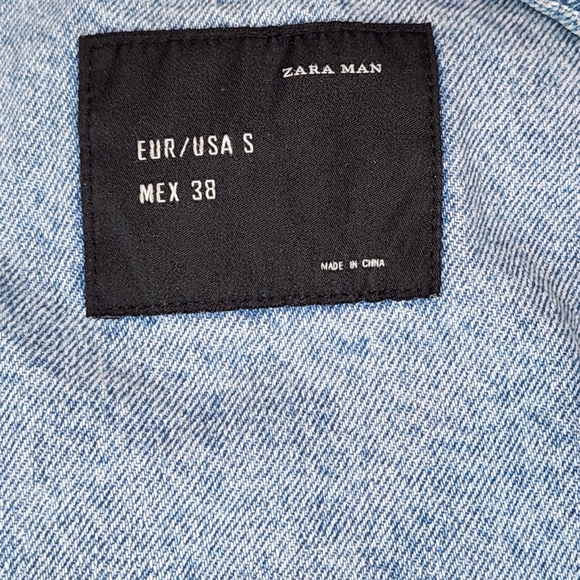 ZARA MAN
EUR/USA S
MEX 38
MADE IN CHINA